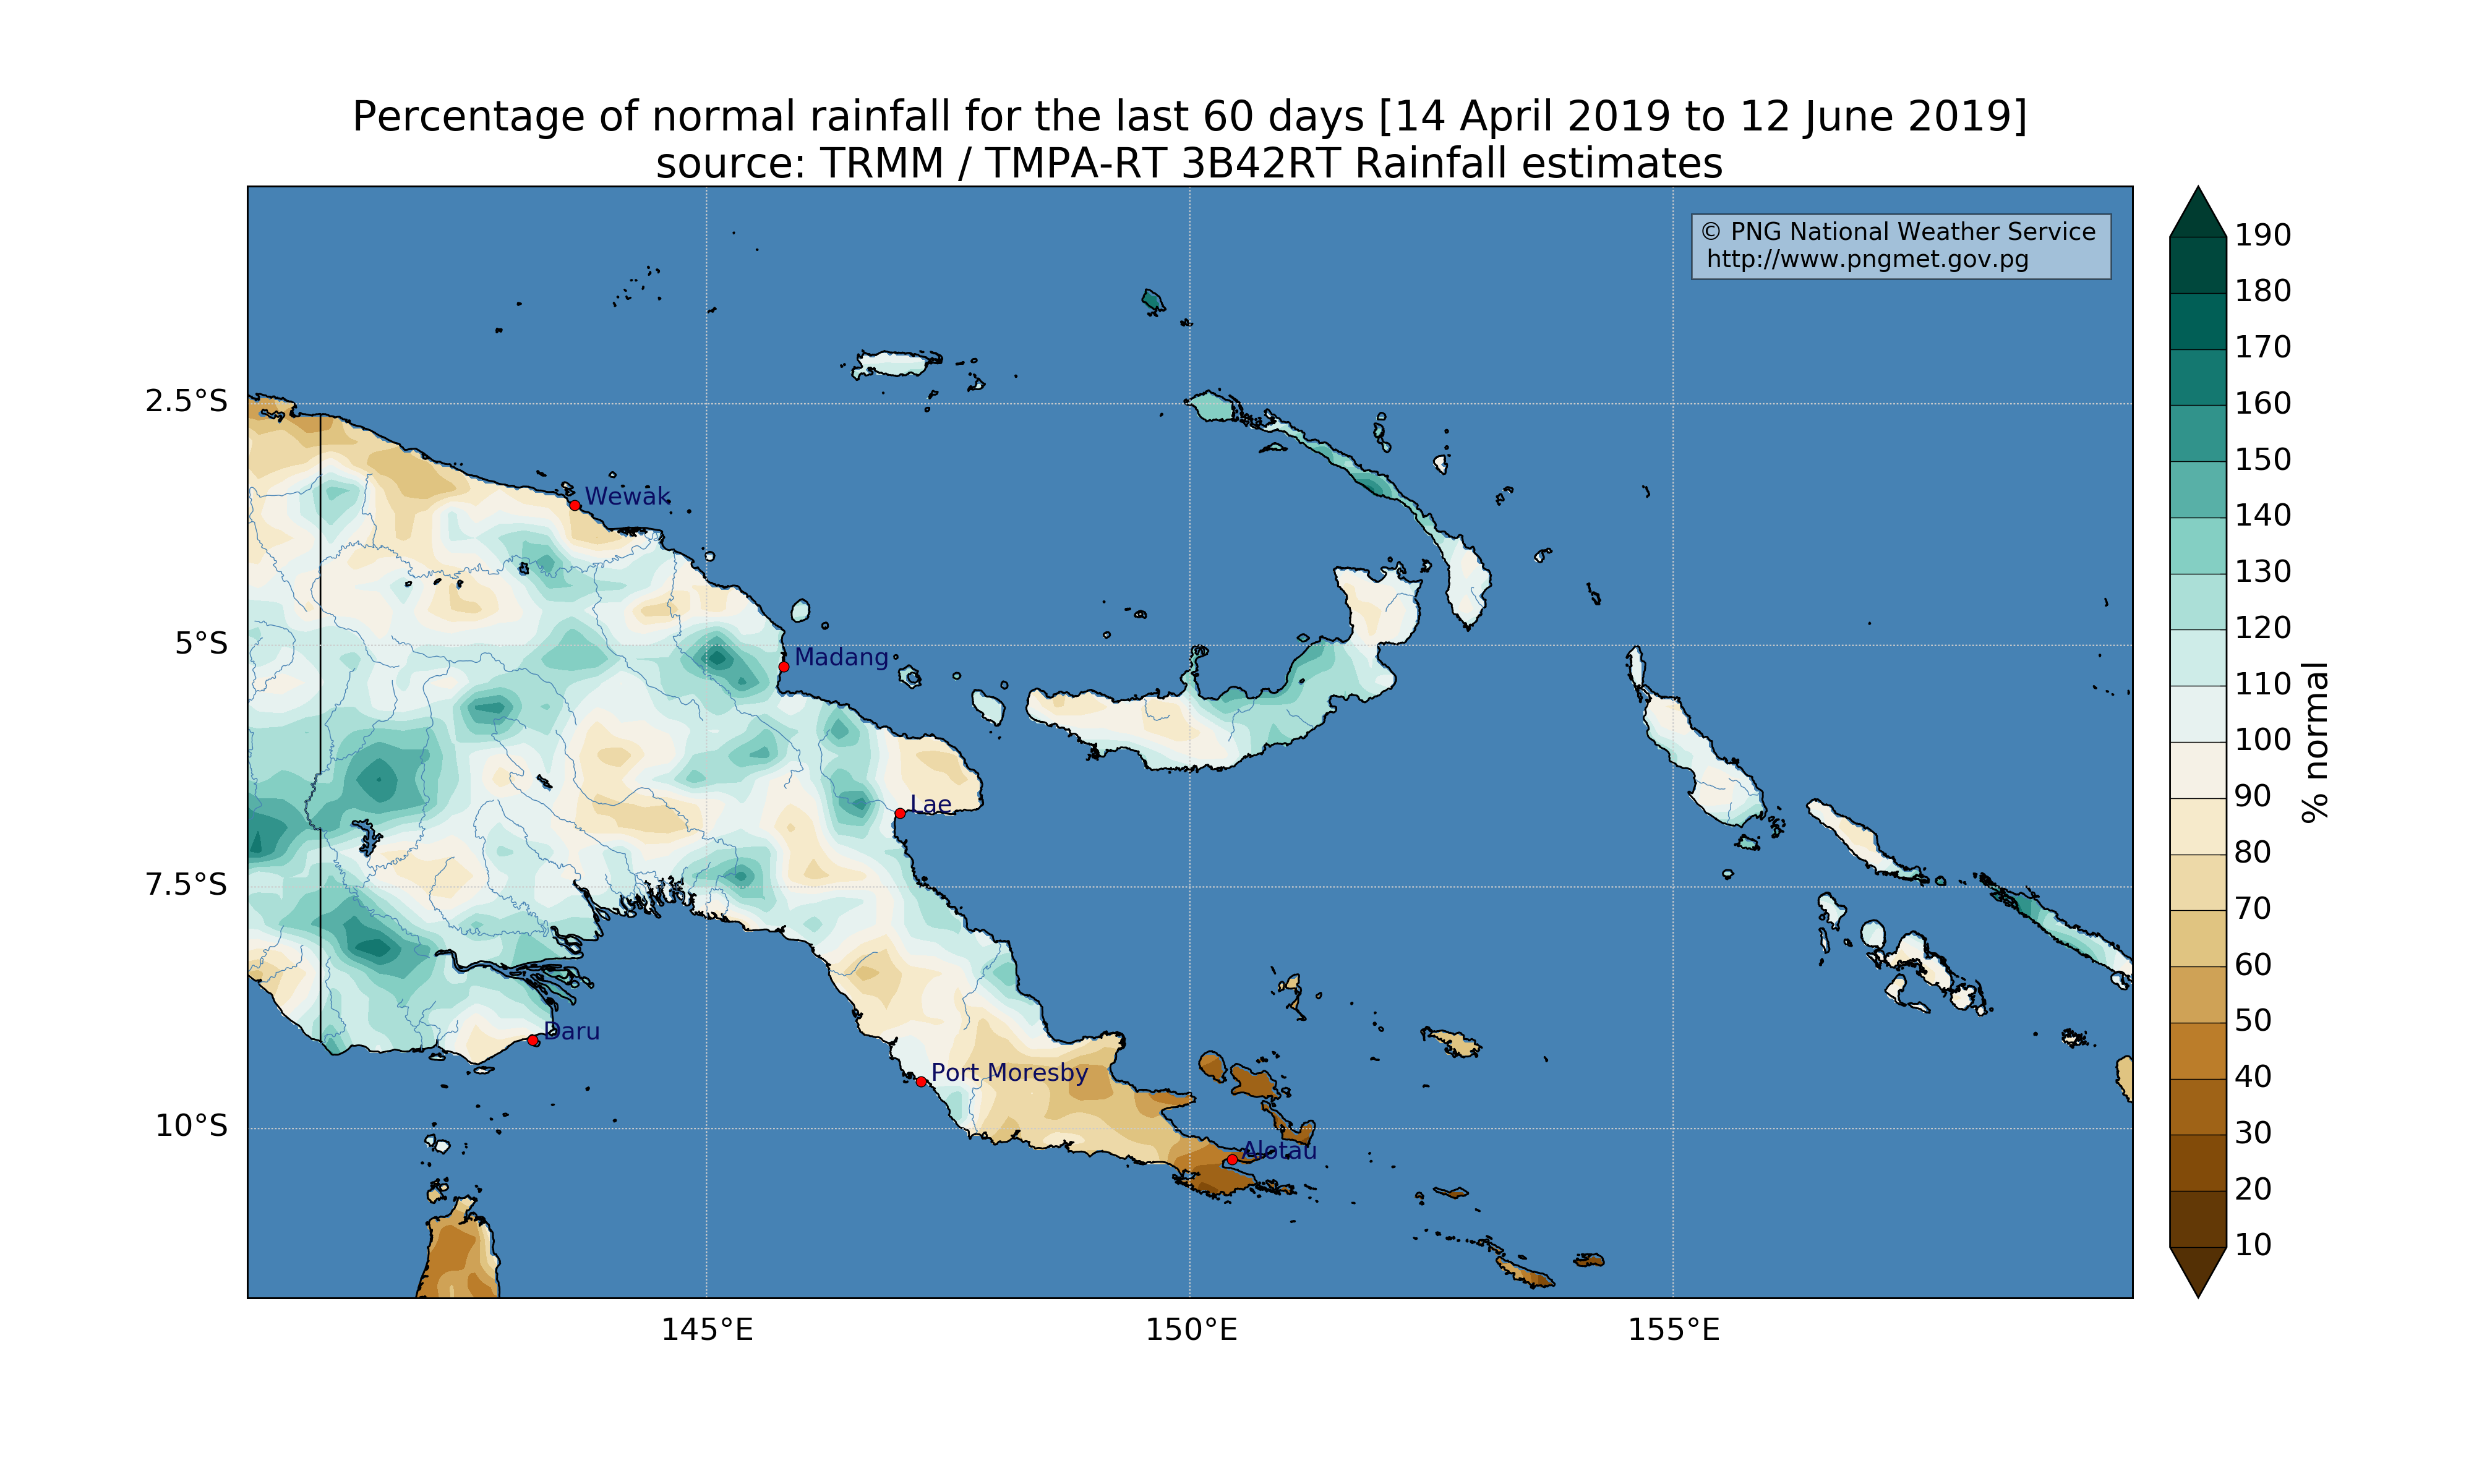 Percentage of normal rainfall for the last 60 days [14 April 2019 to 12 June 2019]
source: TRMM / TMPA-RT 3B42RT Rainfall estimates
© PNG National Weather Service
http://www.pngmet.gov.pg
2.5°S
5°S
7.5°S
10°S
145°E
150°E
155°E
Wewak
Madang
Lae
Daru
Port Moresby
Alotau
190
180
170
160
150
140
130
120
110
100
90
80
70
60
50
40
30
20
10
% normal